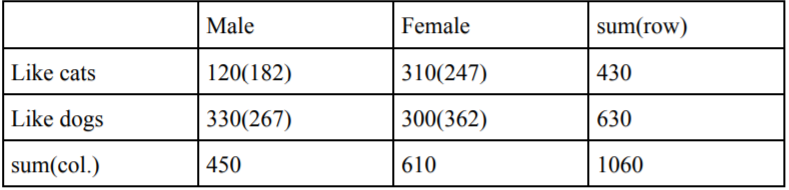 Male Female sum(row)
Like cats 120(182) 310(247) 430
Like dogs 330(267) 300(362) 630
sum(col.) 450 610 1060